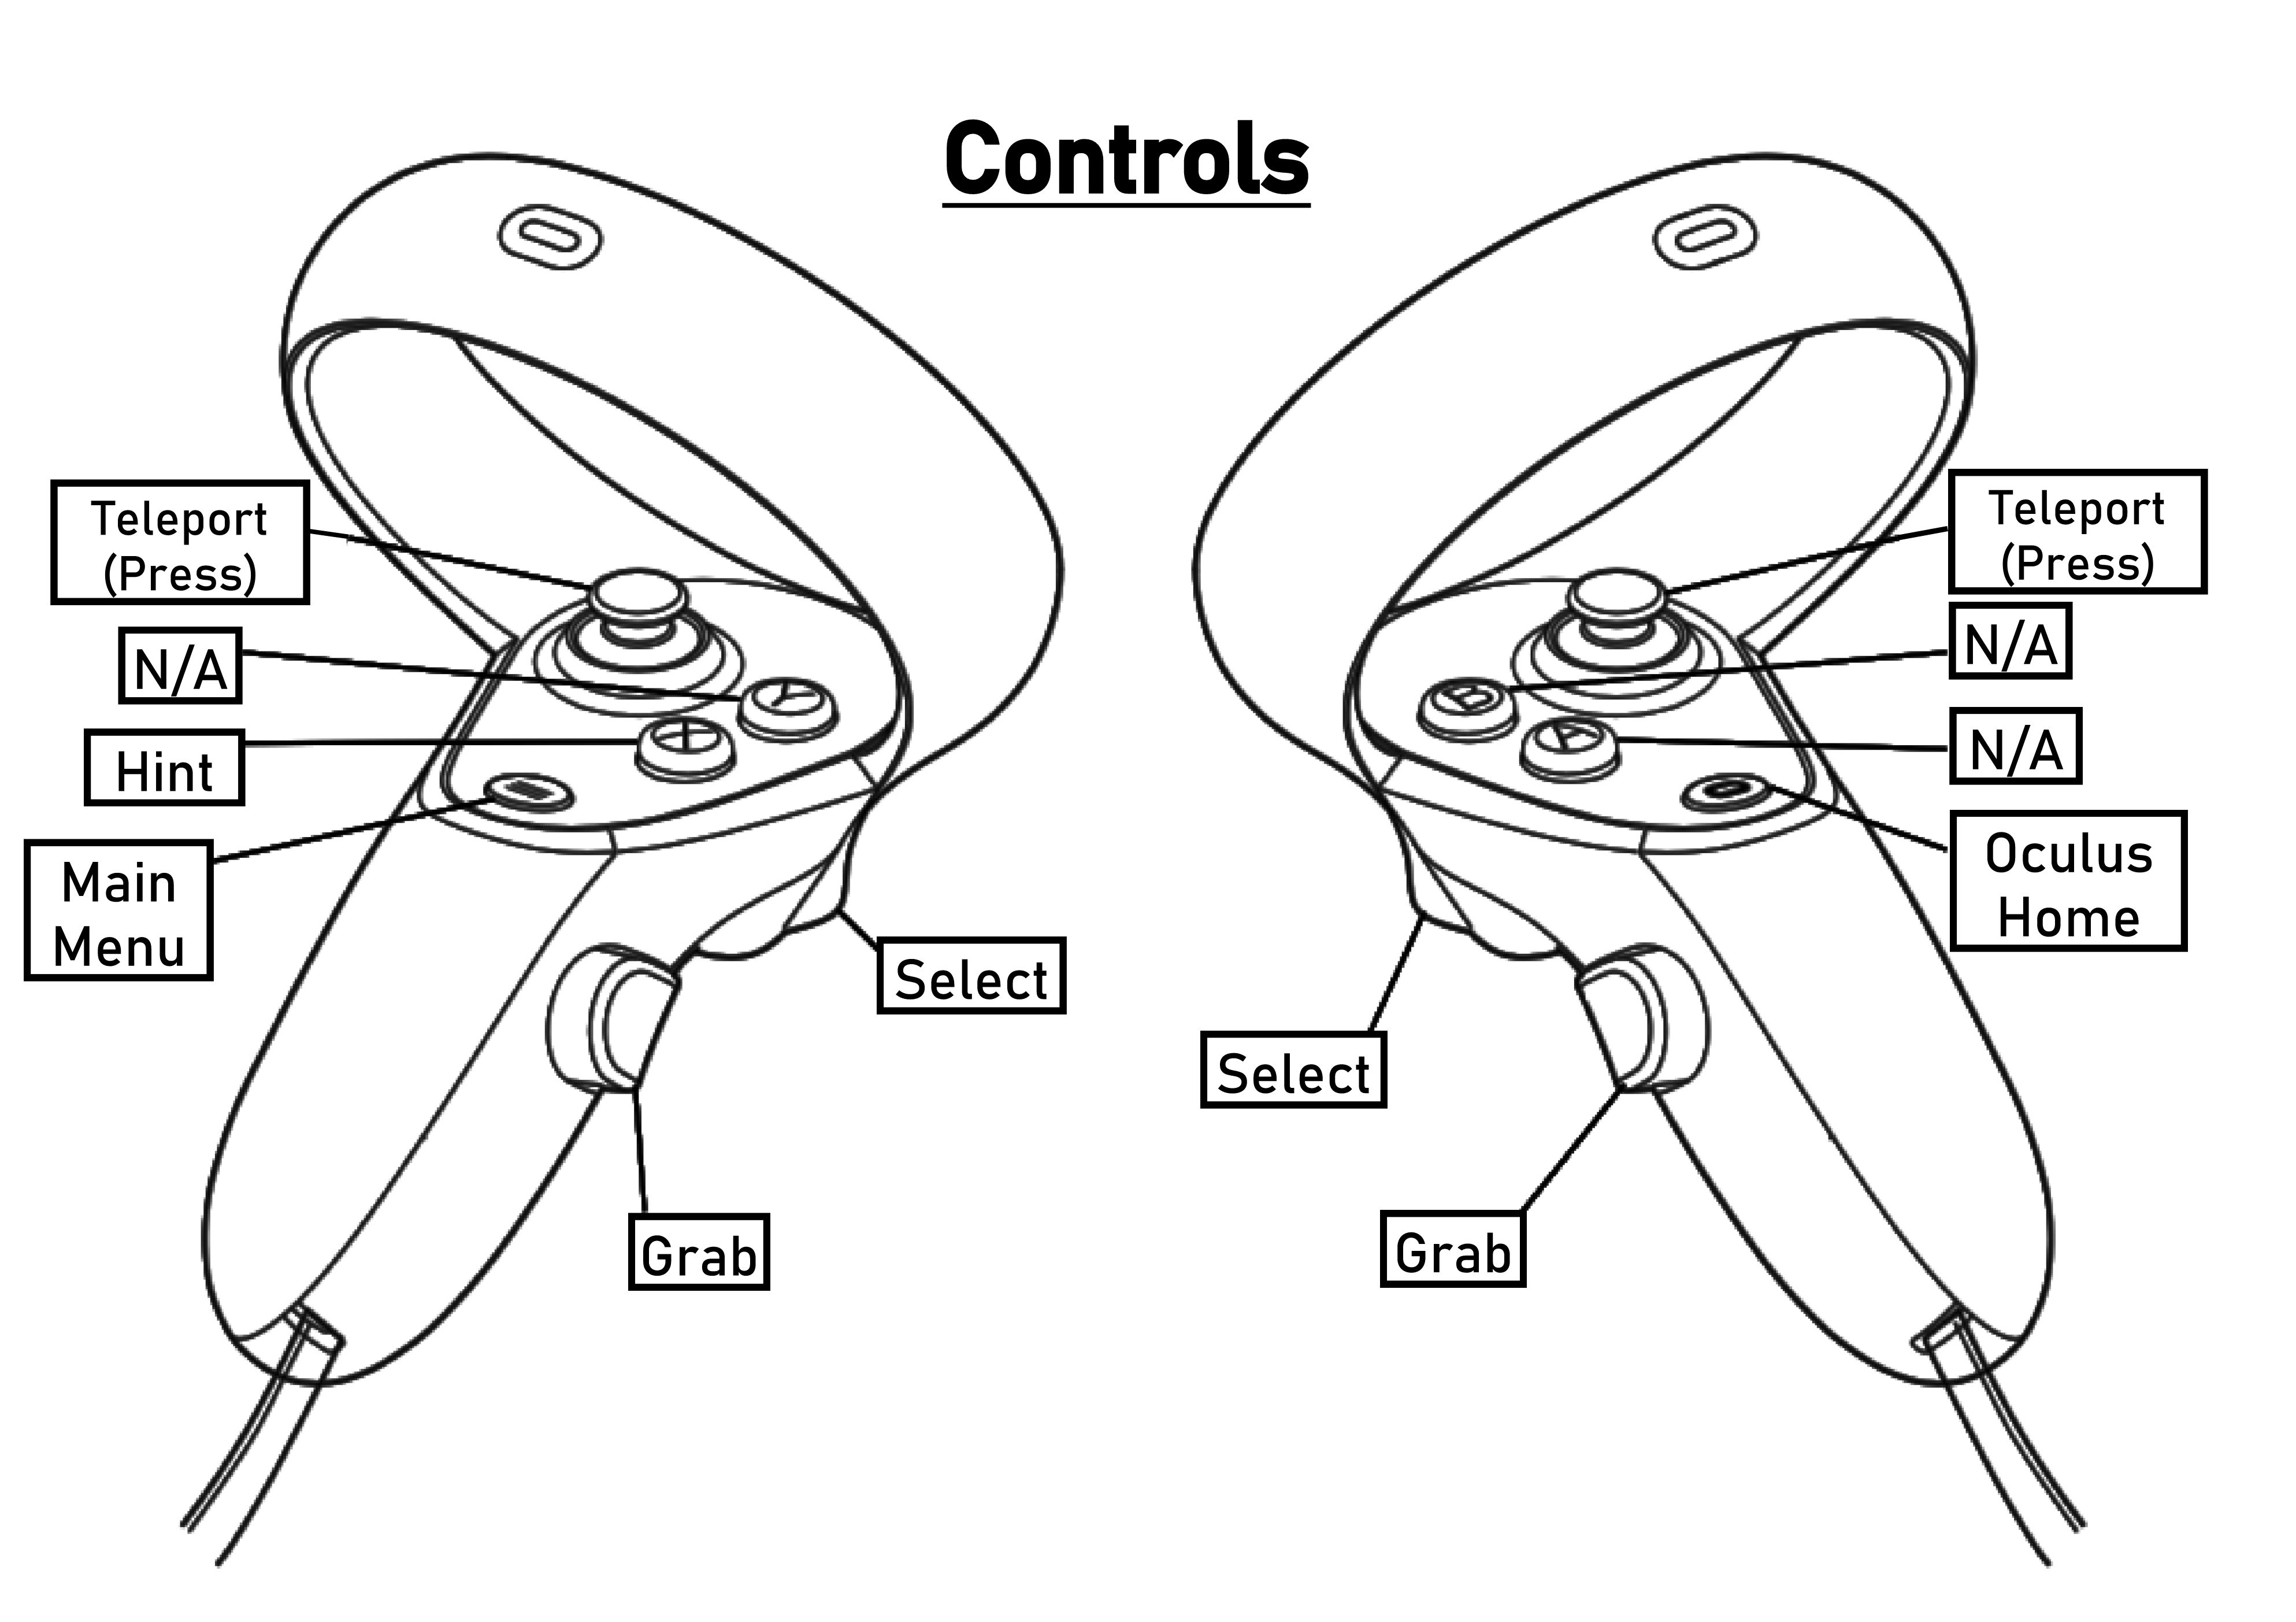 Controls
Teleport
(Press)
N/A
Hint
Main
Menu
Select
Grab
Teleport
(Press)
N/A
N/A
Oculus
Home
Select
Grab
Y
B
A